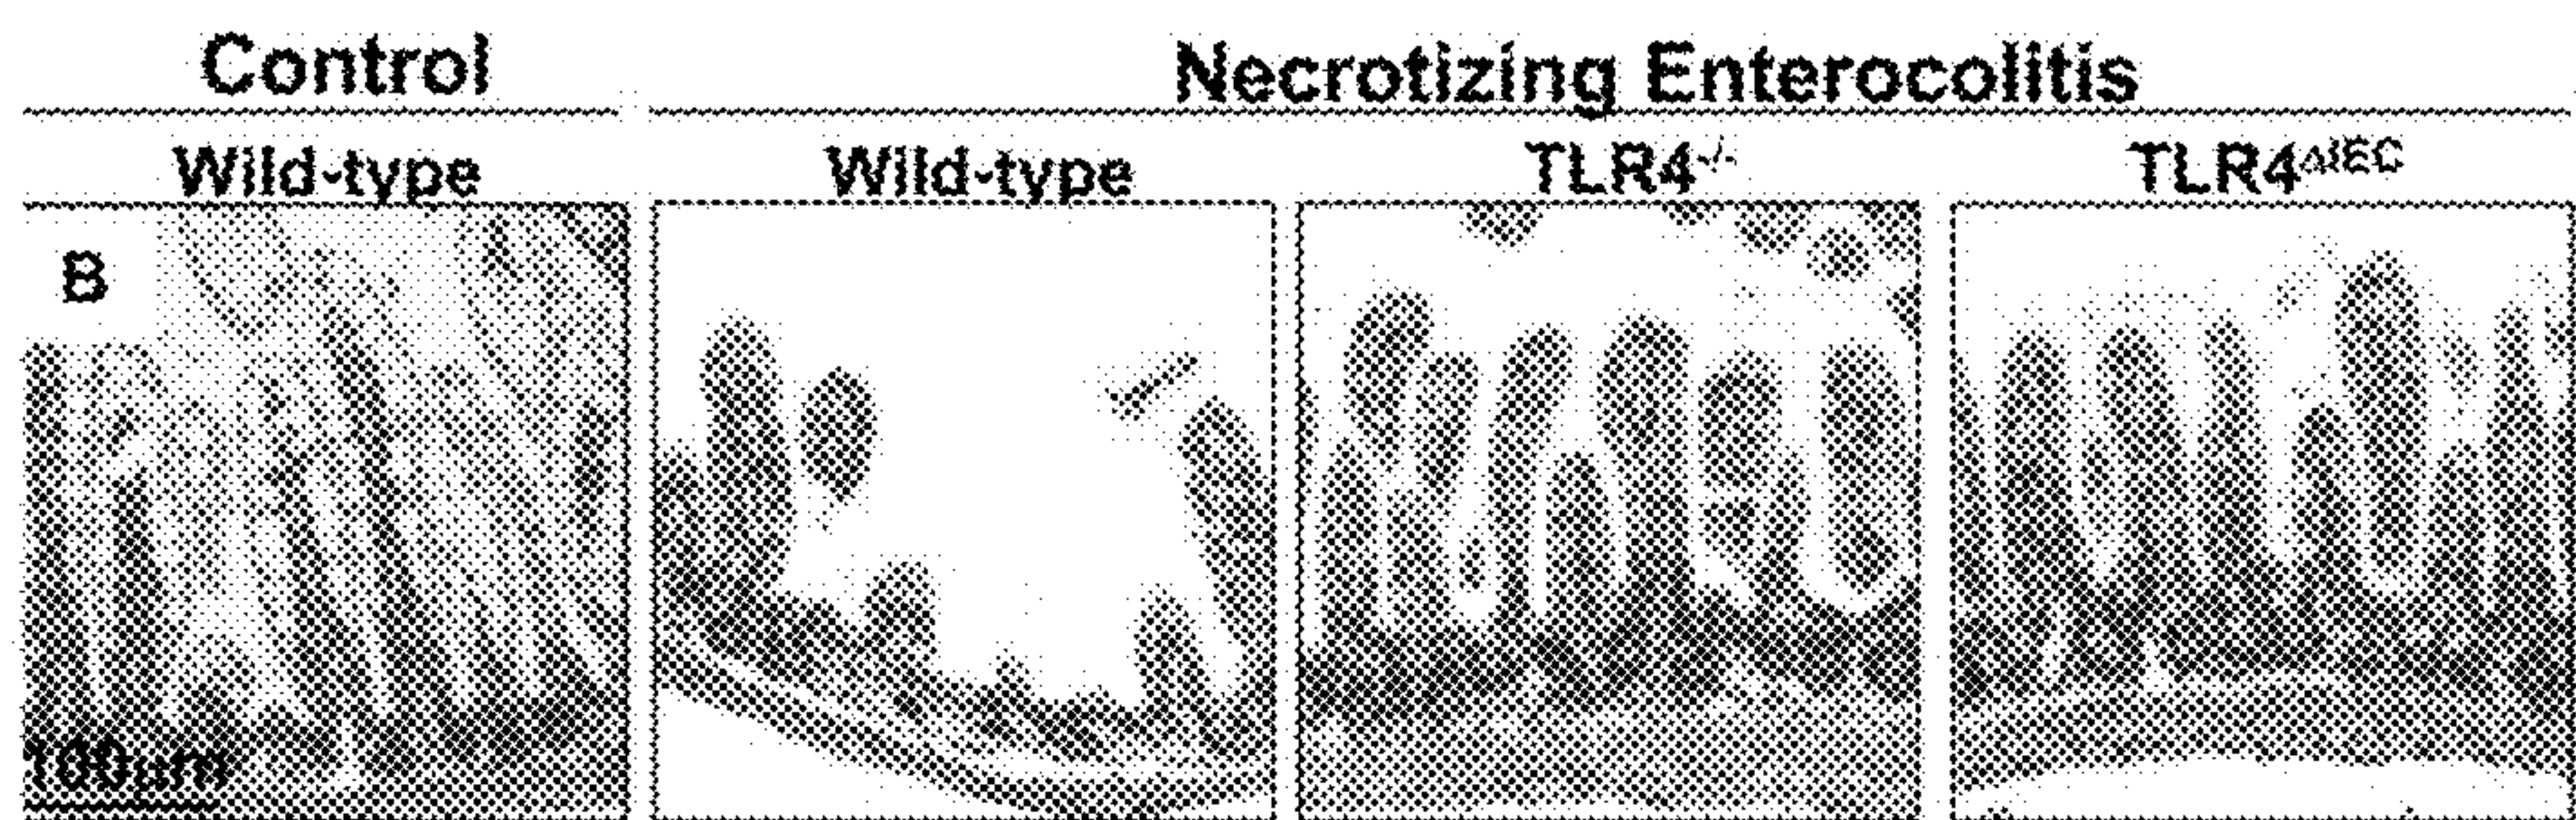 Control Necrotizing Enterocolitis
Wild-type Wild-type TLR4-/- TLR4ΔIEC
B
100μm